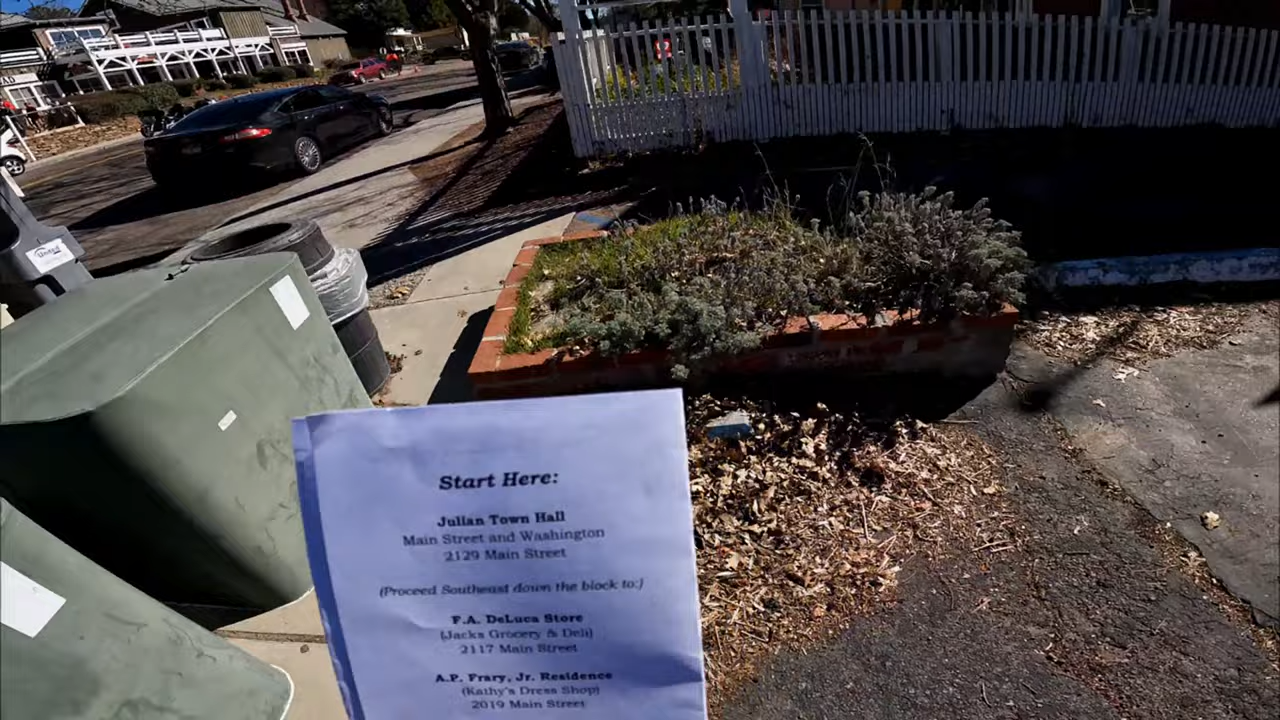 Start Here:
Julian Town Hall
Main Street and Washington
2129 Main Street
(Proceed Southeast down the block to:)
F.A. DeLuca Store
(Jacks Grocery & Deli)
2117 Main Street
A.P. Frary, Jr. Residence
(Kathy's Dress Shop)
2019 Main Street